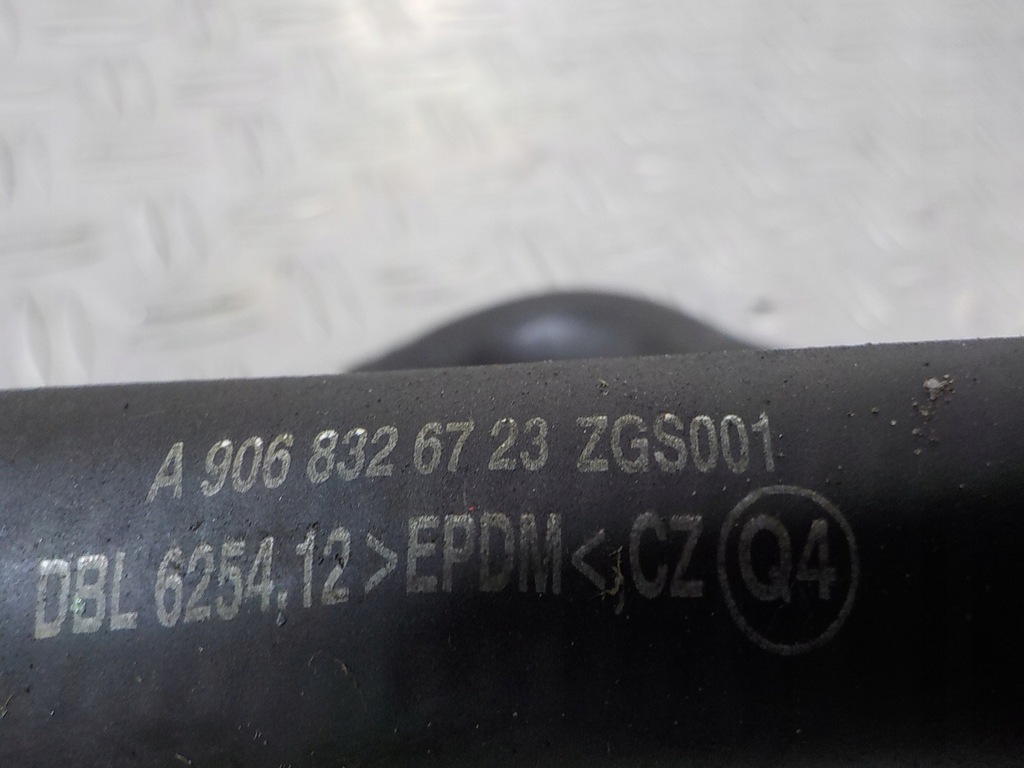 A 906 832 67 23 ZGS001
DBL 6254.12 >EPDM< CZ Q4